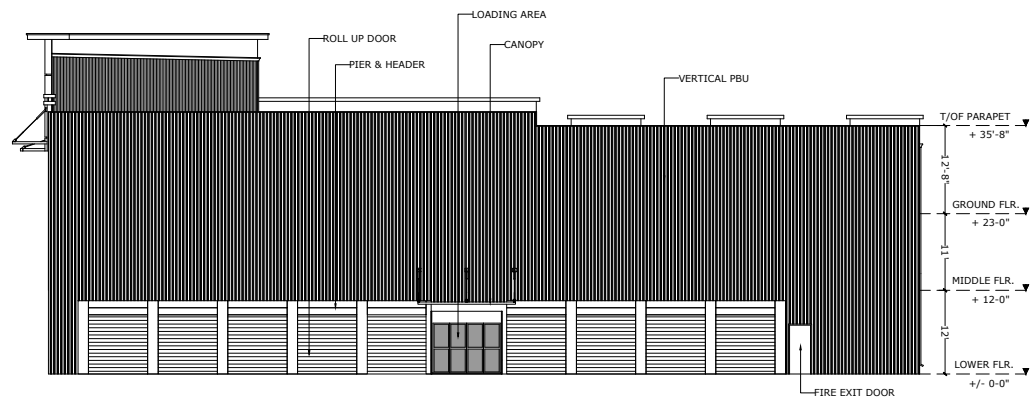 LOADING AREA
ROLL UP DOOR
CANOPY
PIER & HEADER
VERTICAL PBU
T/OF PARAPET
+ 35'-8"
12'-8"
GROUND FLR.
+ 23-0"
11'
MIDDLE FLR.
+ 12-0"
12'
LOWER FLR.
+/- 0-0"
FIRE EXIT DOOR